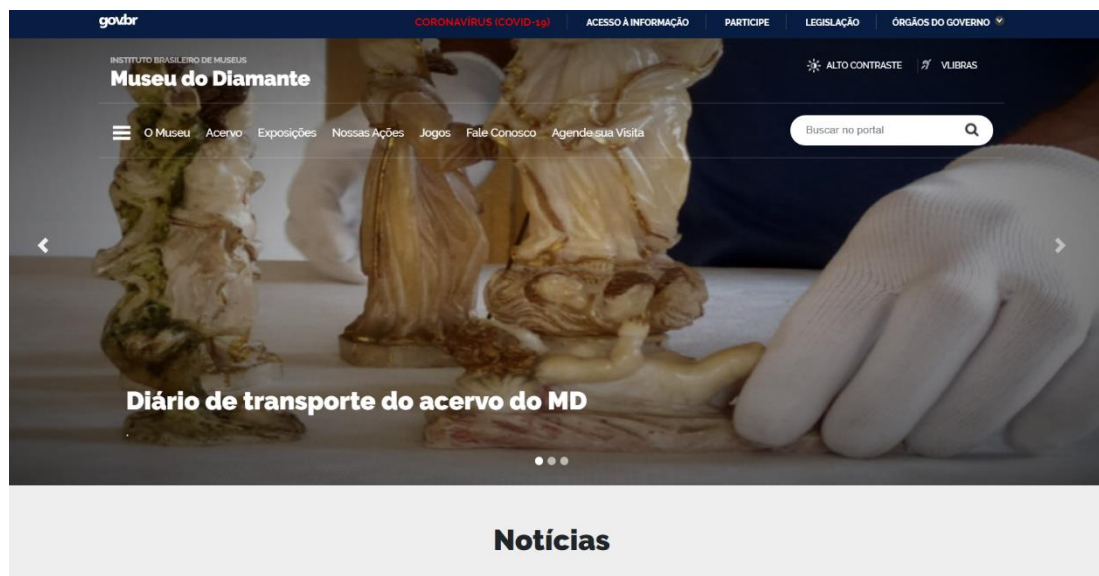 gov.br CORONAVÍRUS (COVID-19) ACESSO À INFORMAÇÃO PARTICIPE LEGISLAÇÃO ÓRGÃOS DO GOVERNO
INSTITUTO BRASILEIRO DE MUSEUS
Museu do Diamante
ALTO CONTRASTE VLIBRAS
O Museu Acervo Exposições Nossas Ações Jogos Fale Conosco Agende sua Visita Buscar no portal
Diário de transporte do acervo do MD
.
Notícias